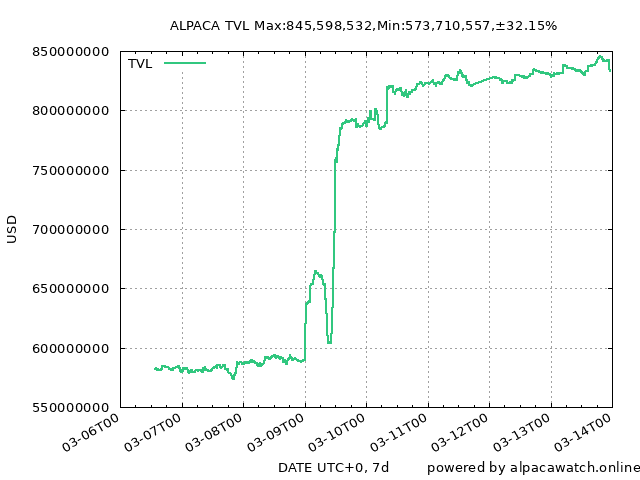 ALPACA TVL Max:845,598,532,Min:573,710,557,±32.15%
TVL
850000000
800000000
750000000
700000000
650000000
600000000
550000000
USD
03-06T00
03-07T00
03-08T00
03-09T00
03-10T00
03-11T00
03-12T00
03-13T00
03-14T00
DATE UTC+0, 7d
powered by alpacawatch.online